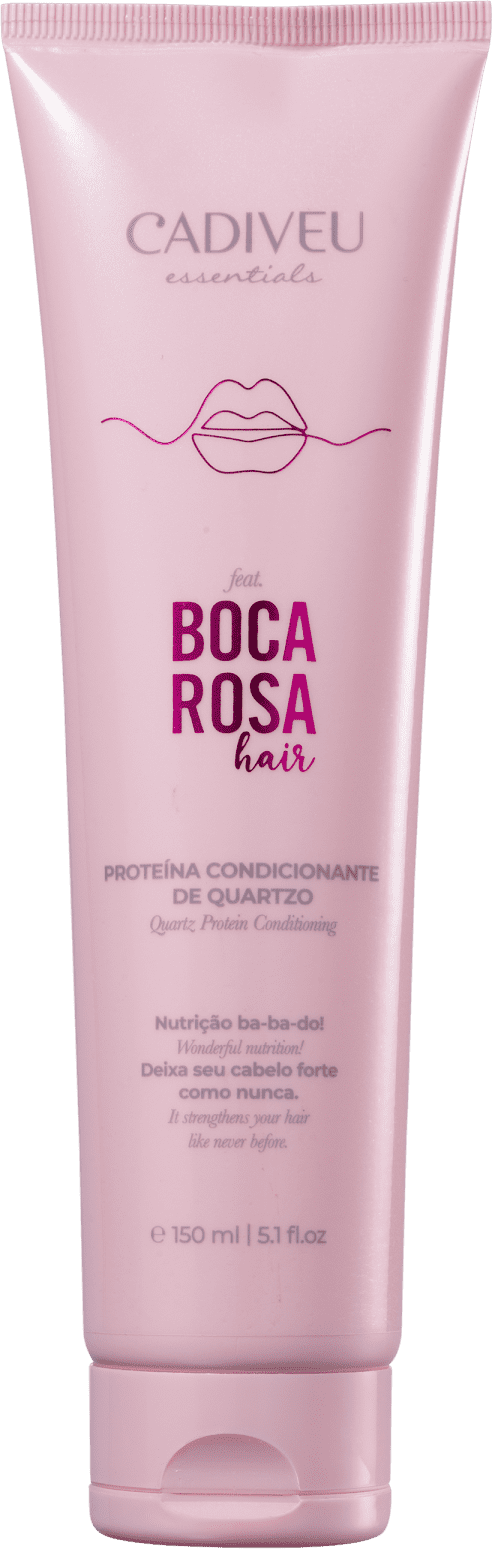 CADIVEU
essentials
feat.
BOCA
ROSA
hair
PROTEÍNA CONDICIONANTE
DE QUARTZO
Quartz Protein Conditioning
Nutrição ba-ba-do!
Wonderful nutrition!
Deixa seu cabelo forte
como nunca.
It strengthens your hair
like never before.
℮ 150 ml | 5.1 fl.oz